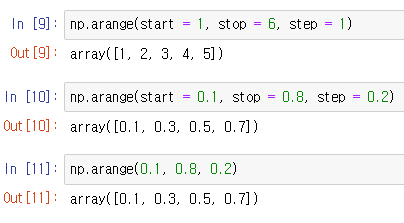 In [9]: np.arange(start = 1, stop = 6, step = 1)
Out[9]: array([1, 2, 3, 4, 5])
In [10]: np.arange(start = 0.1, stop = 0.8, step = 0.2)
Out[10]: array([0.1, 0.3, 0.5, 0.7])
In [11]: np.arange(0.1, 0.8, 0.2)
Out[11]: array([0.1, 0.3, 0.5, 0.7])